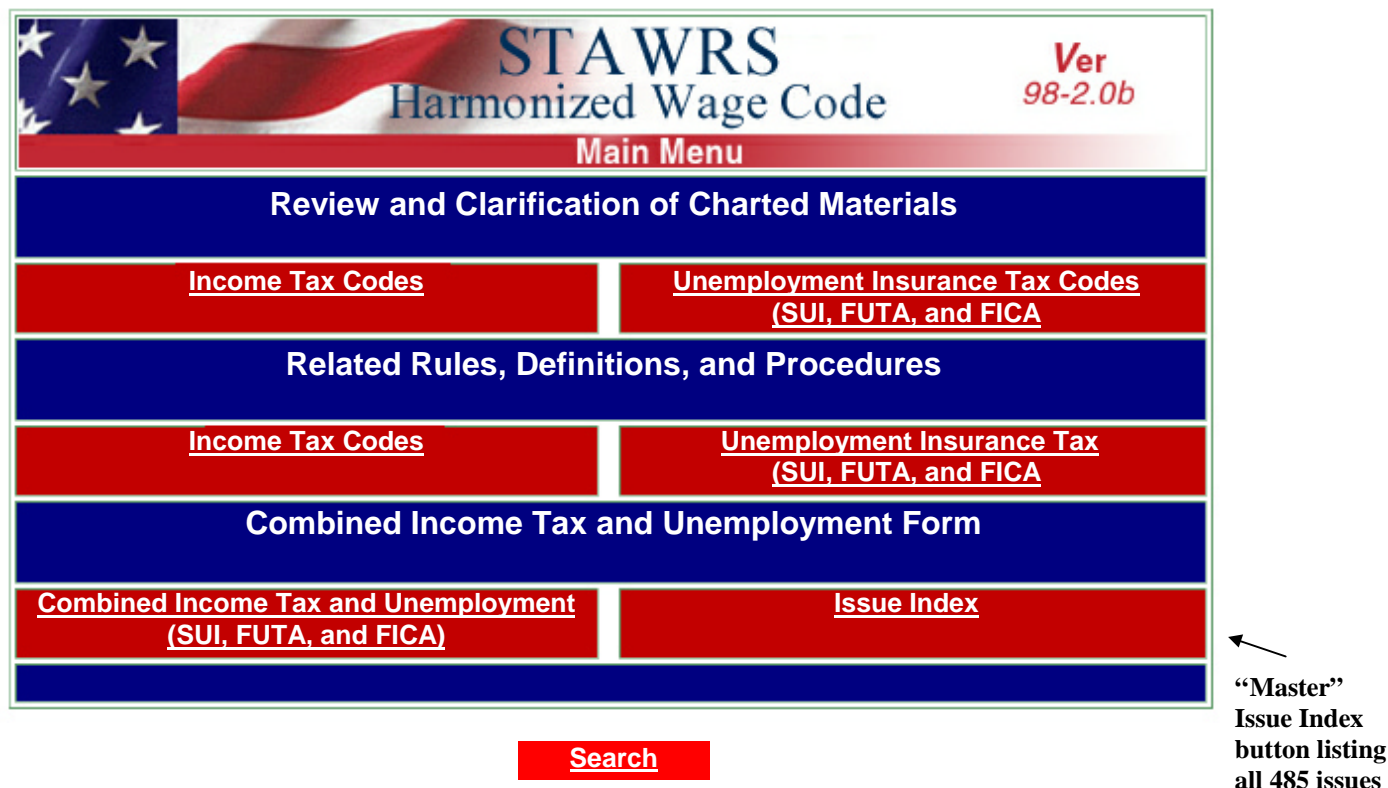 STAWRS
Harmonized Wage Code
Ver
98-2.0b
Main Menu
Review and Clarification of Charted Materials
Income Tax Codes
Unemployment Insurance Tax Codes
(SUI, FUTA, and FICA
Related Rules, Definitions, and Procedures
Income Tax Codes
Unemployment Insurance Tax
(SUI, FUTA, and FICA
Combined Income Tax and Unemployment Form
Combined Income Tax and Unemployment
(SUI, FUTA, and FICA)
Issue Index
“Master”
Issue Index
button listing
all 485 issues
Search